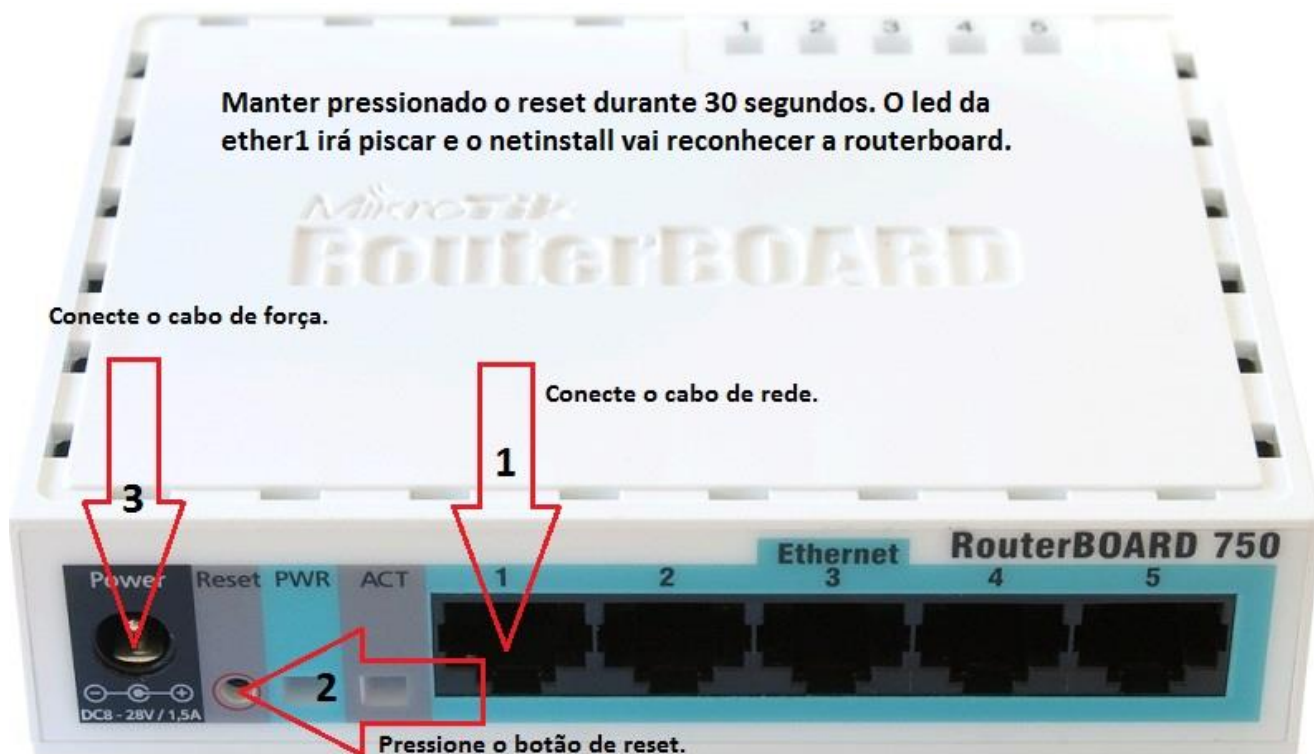 1 2 3 4 5
Manter pressionado o reset durante 30 segundos. O led da
ether1 irá piscar e o netinstall vai reconhecer a routerboard.
MikroTik
RouterBOARD
Conecte o cabo de força.
Conecte o cabo de rede.
1
3
RouterBOARD 750
Ethernet
Power Reset PWR ACT 1 2 3 4 5
2
DC8 - 28V / 1,5A
Pressione o botão de reset.